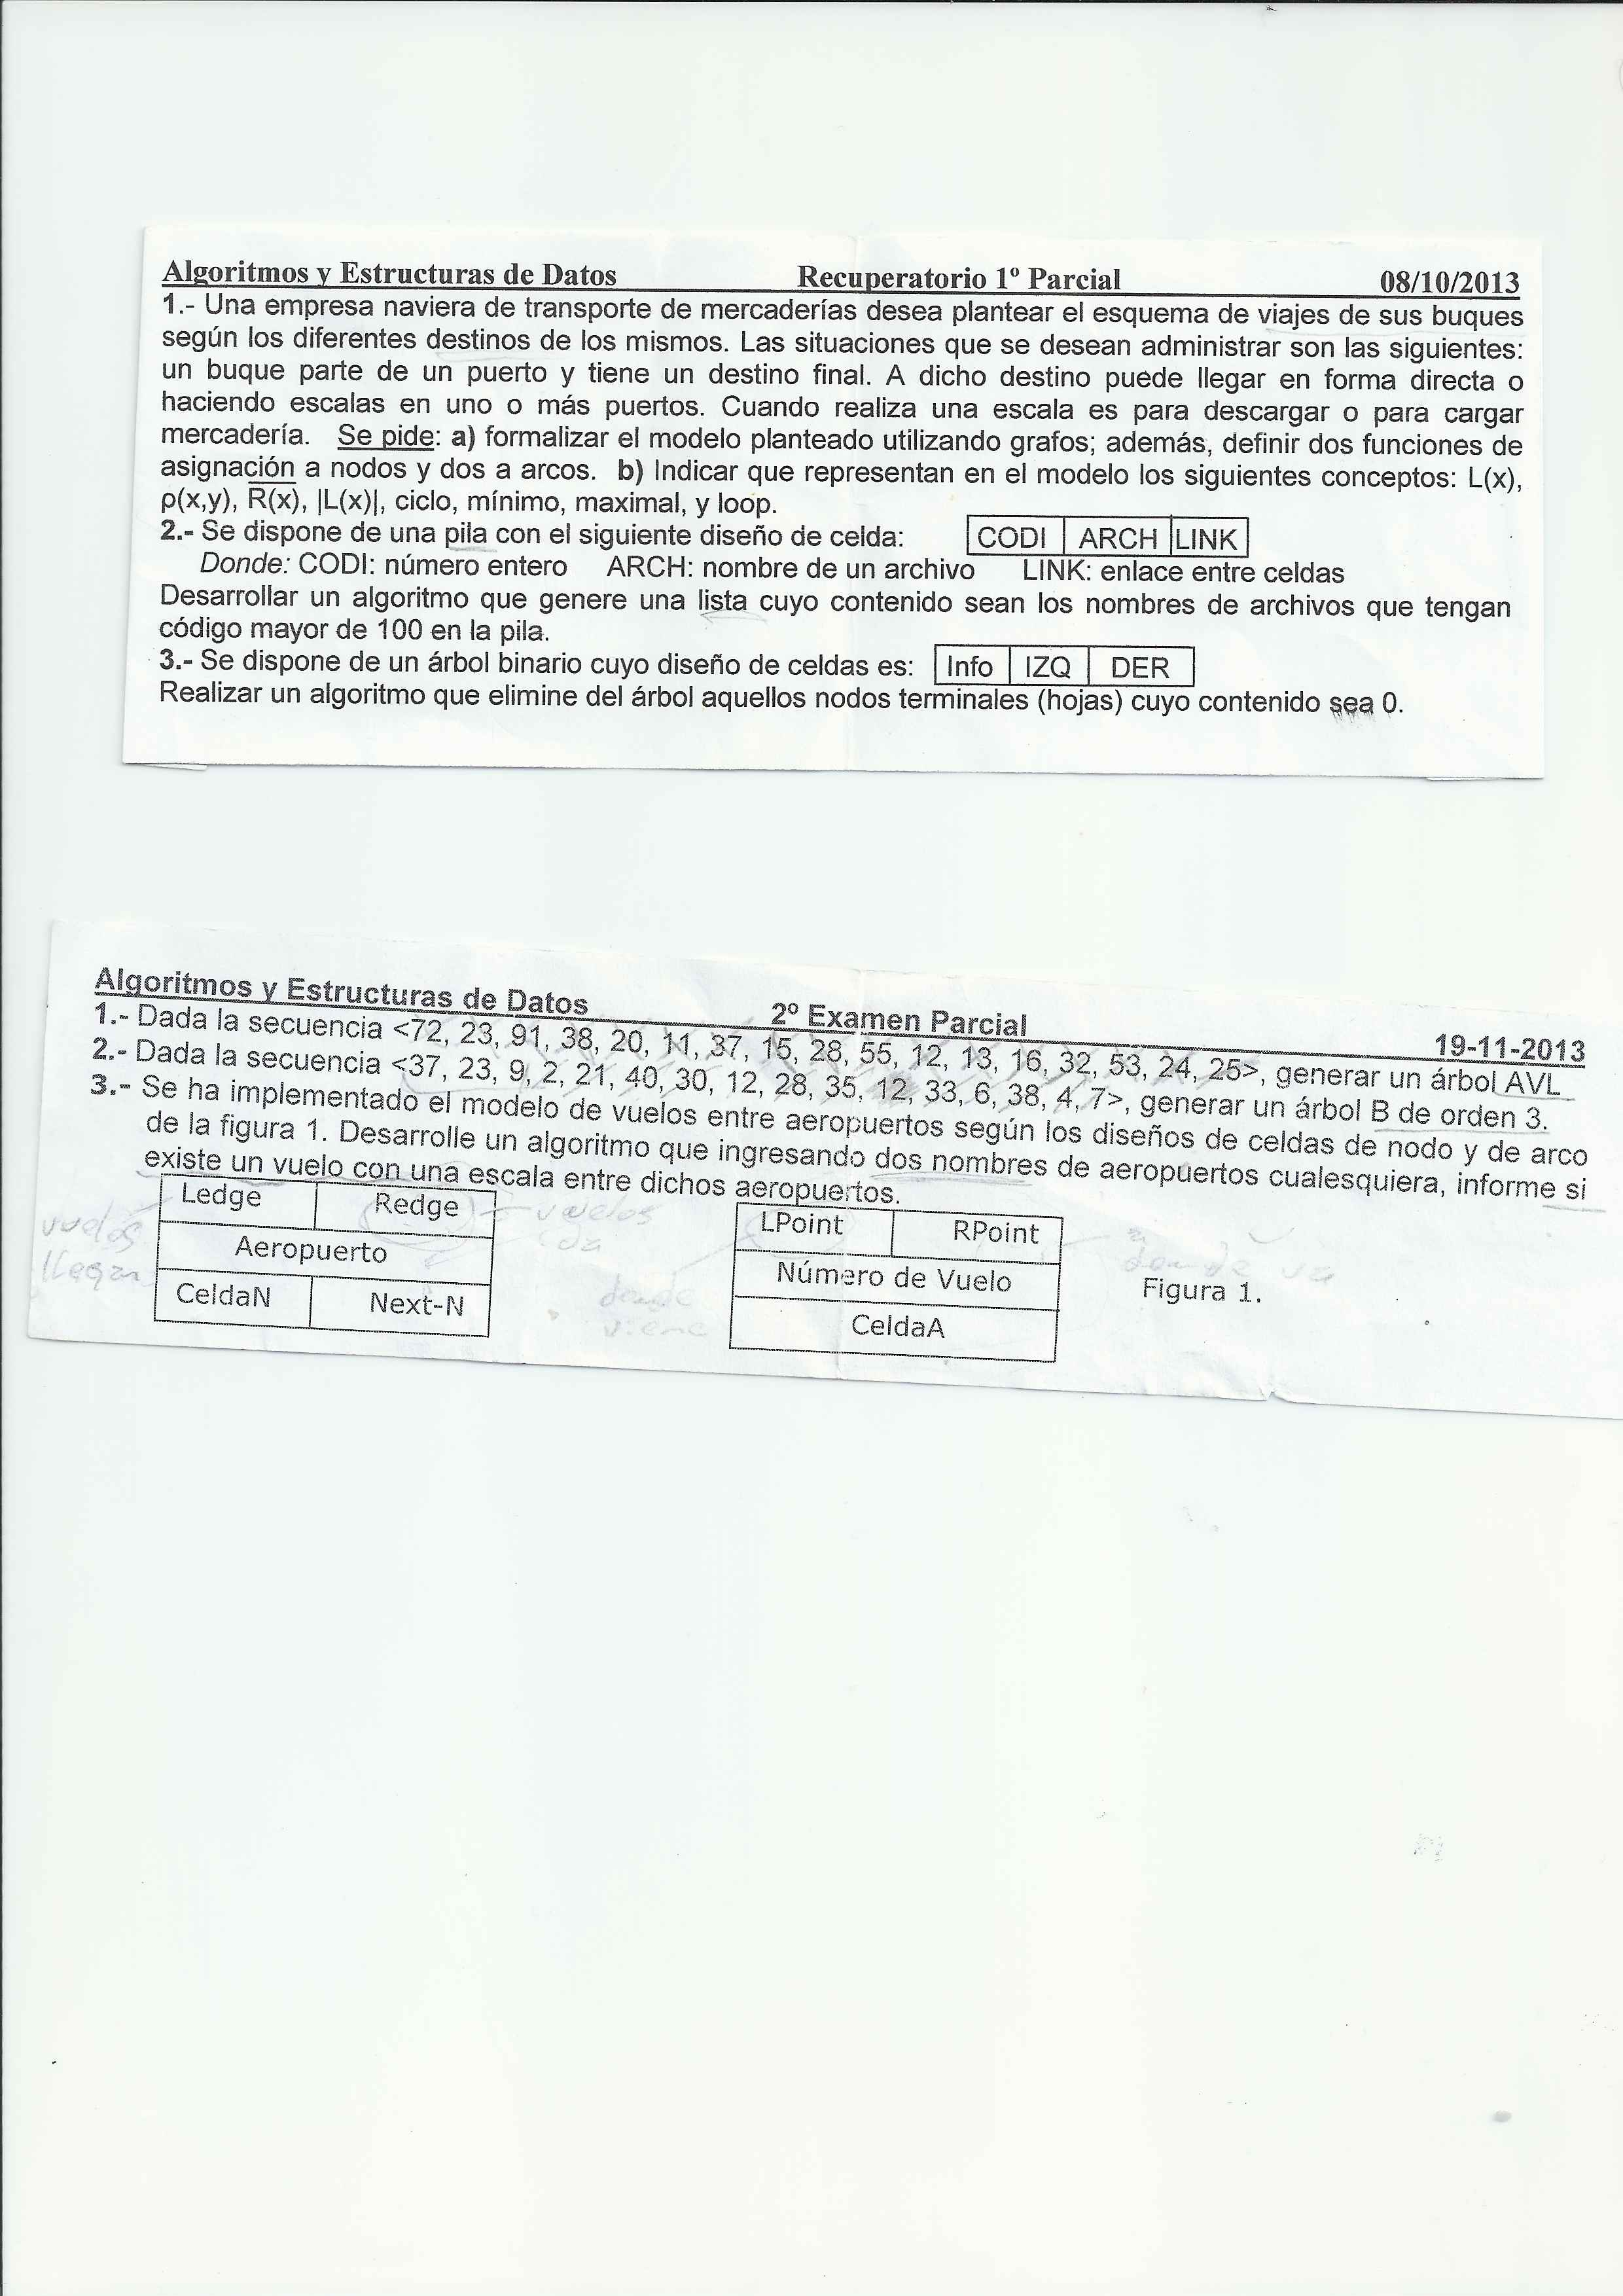 Algoritmos y Estructuras de Datos Recuperatorio 1º Parcial 08/10/2013
1.- Una empresa naviera de transporte de mercaderías desea plantear el esquema de viajes de sus buques
según los diferentes destinos de los mismos. Las situaciones que se desean administrar son las siguientes:
un buque parte de un puerto y tiene un destino final. A dicho destino puede llegar en forma directa o
haciendo escalas en uno o más puertos. Cuando realiza una escala es para descargar o para cargar
mercadería. Se pide: a) formalizar el modelo planteado utilizando grafos; además, definir dos funciones de
asignación a nodos y dos a arcos. b) Indicar que representan en el modelo los siguientes conceptos: L(x),
ρ(x,y), R̅(x), |L(x)|, ciclo, mínimo, maximal, y loop.
2.- Se dispone de una pila con el siguiente diseño de celda: CODI ARCH LINK
Donde: CODI: número entero ARCH: nombre de un archivo LINK: enlace entre celdas
Desarrollar un algoritmo que genere una lista cuyo contenido sean los nombres de archivos que tengan
código mayor de 100 en la pila.
3.- Se dispone de un árbol binario cuyo diseño de celdas es: Info IZQ DER
Realizar un algoritmo que elimine del árbol aquellos nodos terminales (hojas) cuyo contenido sea 0.
Algoritmos y Estructuras de Datos 2º Examen Parcial 19-11-2013
1.- Dada la secuencia <72, 23, 91, 38, 20, 11, 37, 15, 28, 55, 12, 13, 16, 32, 53, 24, 25>, generar un árbol AVL
2.- Dada la secuencia <37, 23, 9, 2, 21, 40, 30, 12, 28, 35, 12, 33, 6, 38, 4, 7>, generar un árbol B de orden 3.
3.- Se ha implementado el modelo de vuelos entre aeropuertos según los diseños de celdas de nodo y de arco
de la figura 1. Desarrolle un algoritmo que ingresando dos nombres de aeropuertos cualesquiera, informe si
existe un vuelo con una escala entre dichos aeropuertos.
Ledge Redge vuelos LPoint RPoint
vuelos da a donde va
llegan Aeropuerto Número de Vuelo
CeldaN Next-N donde viene CeldaA Figura 1.